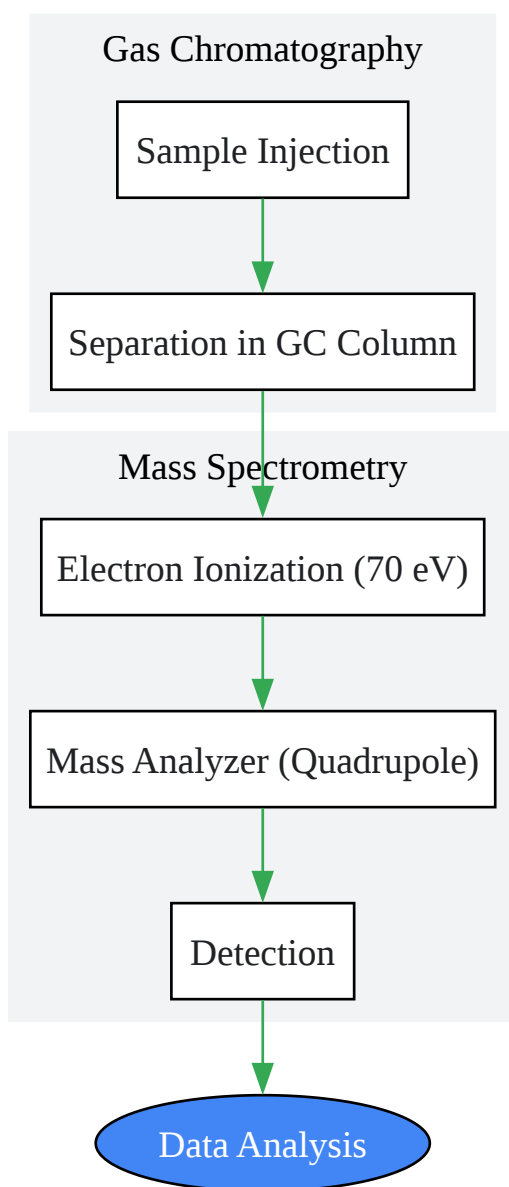 Gas Chromatography
Sample Injection
Separation in GC Column
Mass Spectrometry
Electron Ionization (70 eV)
Mass Analyzer (Quadrupole)
Detection
Data Analysis